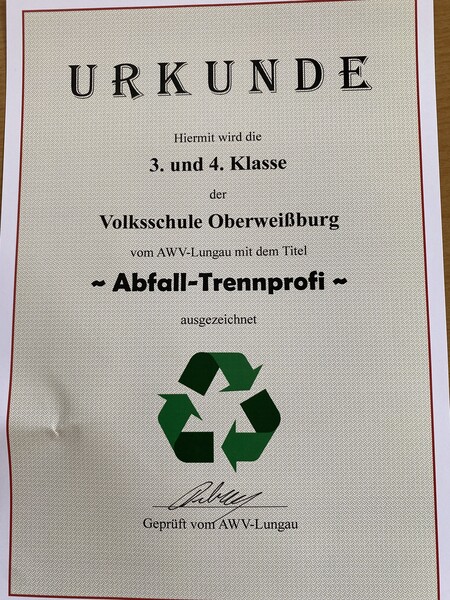 URKUNDE
Hiermit wird die
3. und 4. Klasse
der
Volksschule Oberweißburg
vom AWV-Lungau mit dem Titel
~ Abfall-Trennprofi ~
ausgezeichnet
Geprüft vom AWV-Lungau